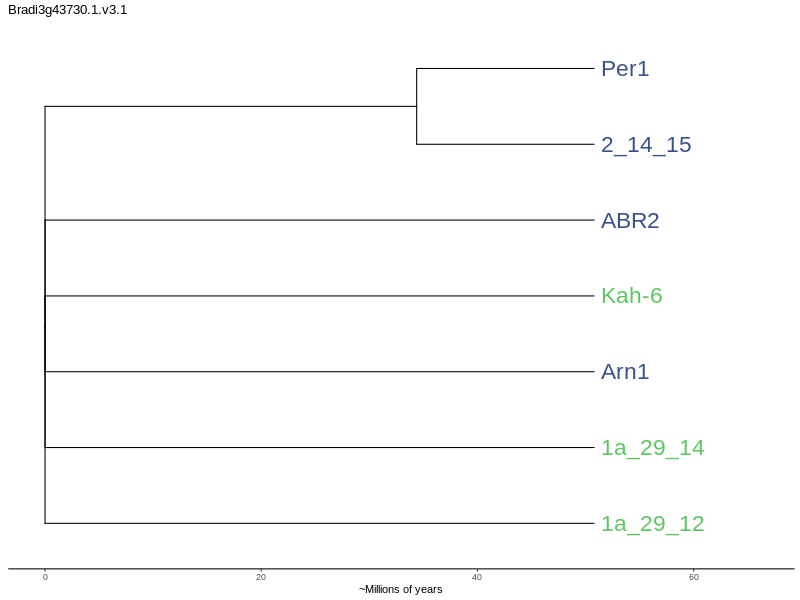 Bradi3g43730.1.v3.1
Per1
2_14_15
ABR2
Kah-6
Arn1
1a_29_14
1a_29_12
0 20 40 60
~Millions of years